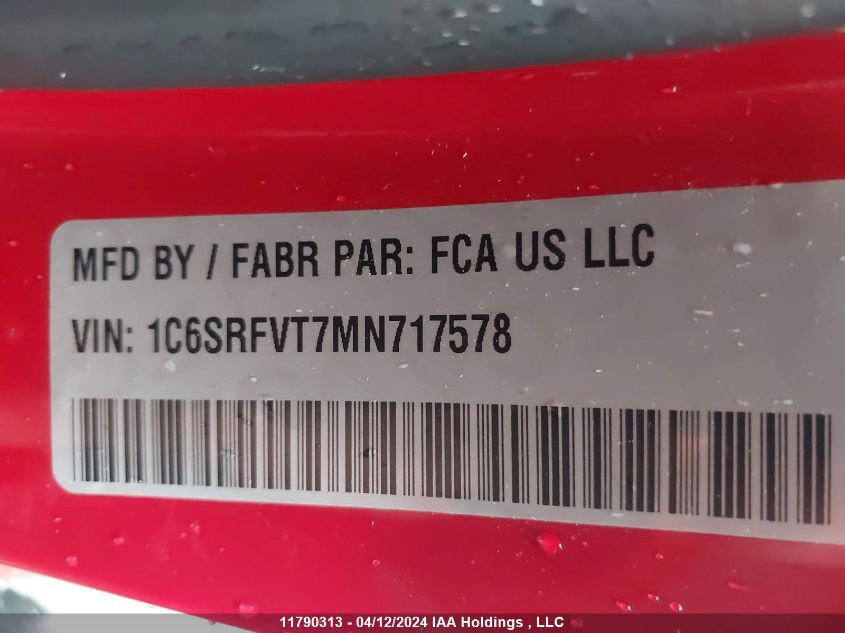 MFD BY / FABR PAR: FCA US LLC
VIN: 1C6SRFVT7MN717578
11790313 - 04/12/2024 IAA Holdings , LLC